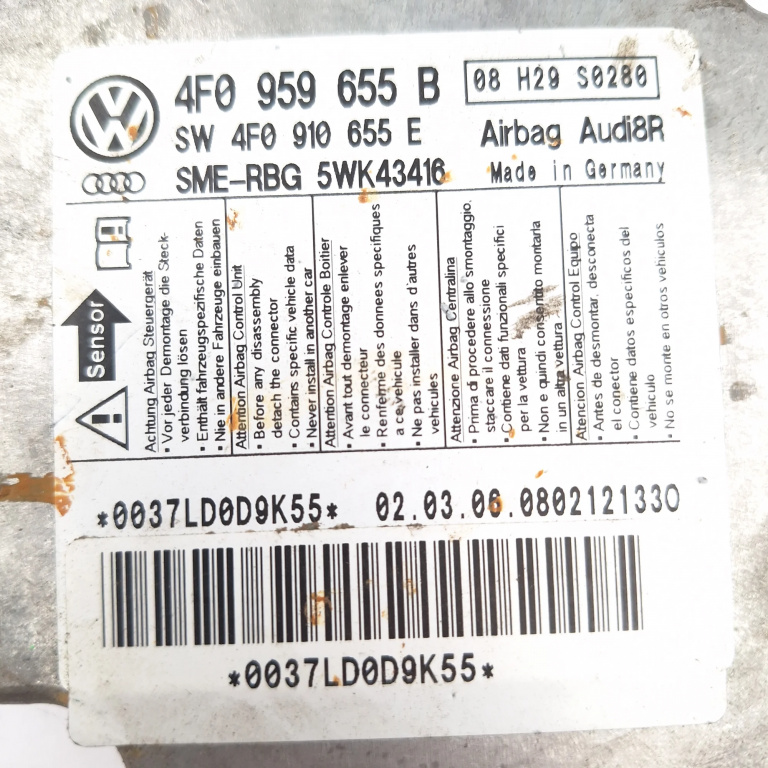 4F0 959 655 B
08 H29 S0280
SW 4F0 910 655 E
Airbag Audi8R
SME-RBG 5WK43416
Made in Germany
Sensor
Achtung Airbag Steuergerät
• Vor jeder Demontage die Steck-
verbindung lösen
• Enthält fahrzeugspezifische Daten
• Nie in andere Fahrzeuge einbauen
Attention Airbag Control Unit
• Before any disassembly
detach the connector
• Contains specific vehicle data
• Never install in another car
Attention Airbag Controle Boitier
• Avant tout demontage enlever
le connecteur
• Renferme des donnees specifiques
a ce vehicule
• Ne pas installer dans d'autres
vehicules
Attenzione Airbag Centralina
• Prima di procedere allo smontaggio.
staccare il connessione
• Contiene dati funzionali specifici
per la vettura
• Non e quindi consentito montarla
in un altra vettura
Atencion Airbag Control Equipo
• Antes de desmontar, desconecta
el conector
• Contiene datos especificos del
vehiculo
• No se monte en otros vehiculos
*0037LD0D9K55* 02.03.06.0802121330
*0037LD0D9K55*